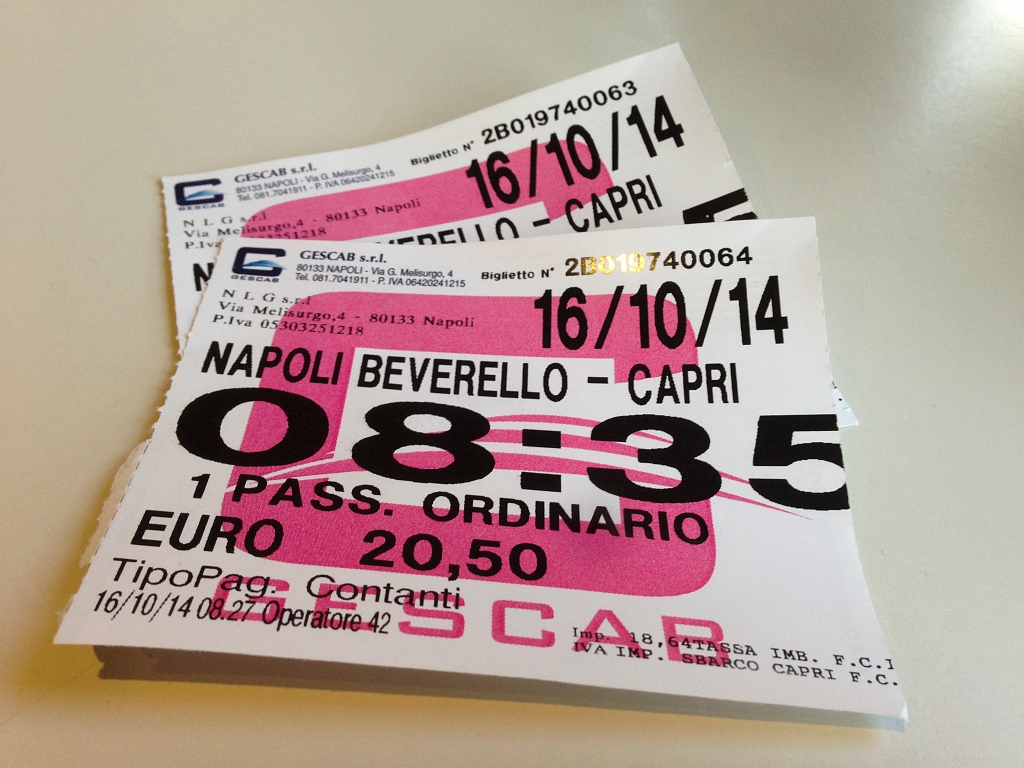 GESCAB s.r.l.
80133 NAPOLI - Via G. Melisurgo, 4
Tel. 081.7041911 - P. IVA 06420241215
GESCAB
Biglietto N° 2B019740063
16/10/14
N L G s.r.l
Via Melisurgo,4 - 80133 Napoli
P.Iva 05303251218
BEVERELLO - CAPRI
GESCAB s.r.l.
80133 NAPOLI - Via G. Melisurgo, 4
Tel. 081.7041911 - P. IVA 06420241215
GESCAB
Biglietto N° 2B019740064
16/10/14
N L G s.r.l
Via Melisurgo,4 - 80133 Napoli
P.Iva 05303251218
NAPOLI BEVERELLO - CAPRI
08:35
1 PASS. ORDINARIO
EURO 20,50
TipoPag. Contanti
16/10/14 08.27 Operatore 42
GESCAB
Imp. 18,64TASSA IMB. F.C.I
IVA IMP. SBARCO CAPRI F.C.